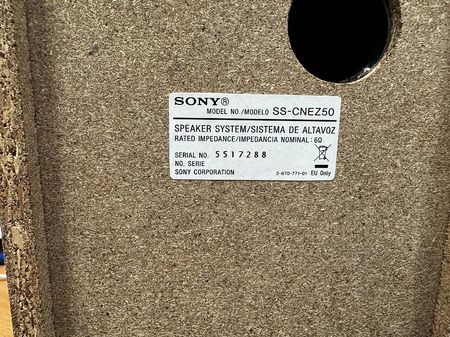 SONY®
MODEL NO./MODELO SS-CNEZ50
SPEAKER SYSTEM/SISTEMA DE ALTAVOZ
RATED IMPEDANCE/IMPEDANCIA NOMINAL: 6Ω
SERIAL NO. 5517288
NO. SERIE
SONY CORPORATION 2-670-771-01 EU Only